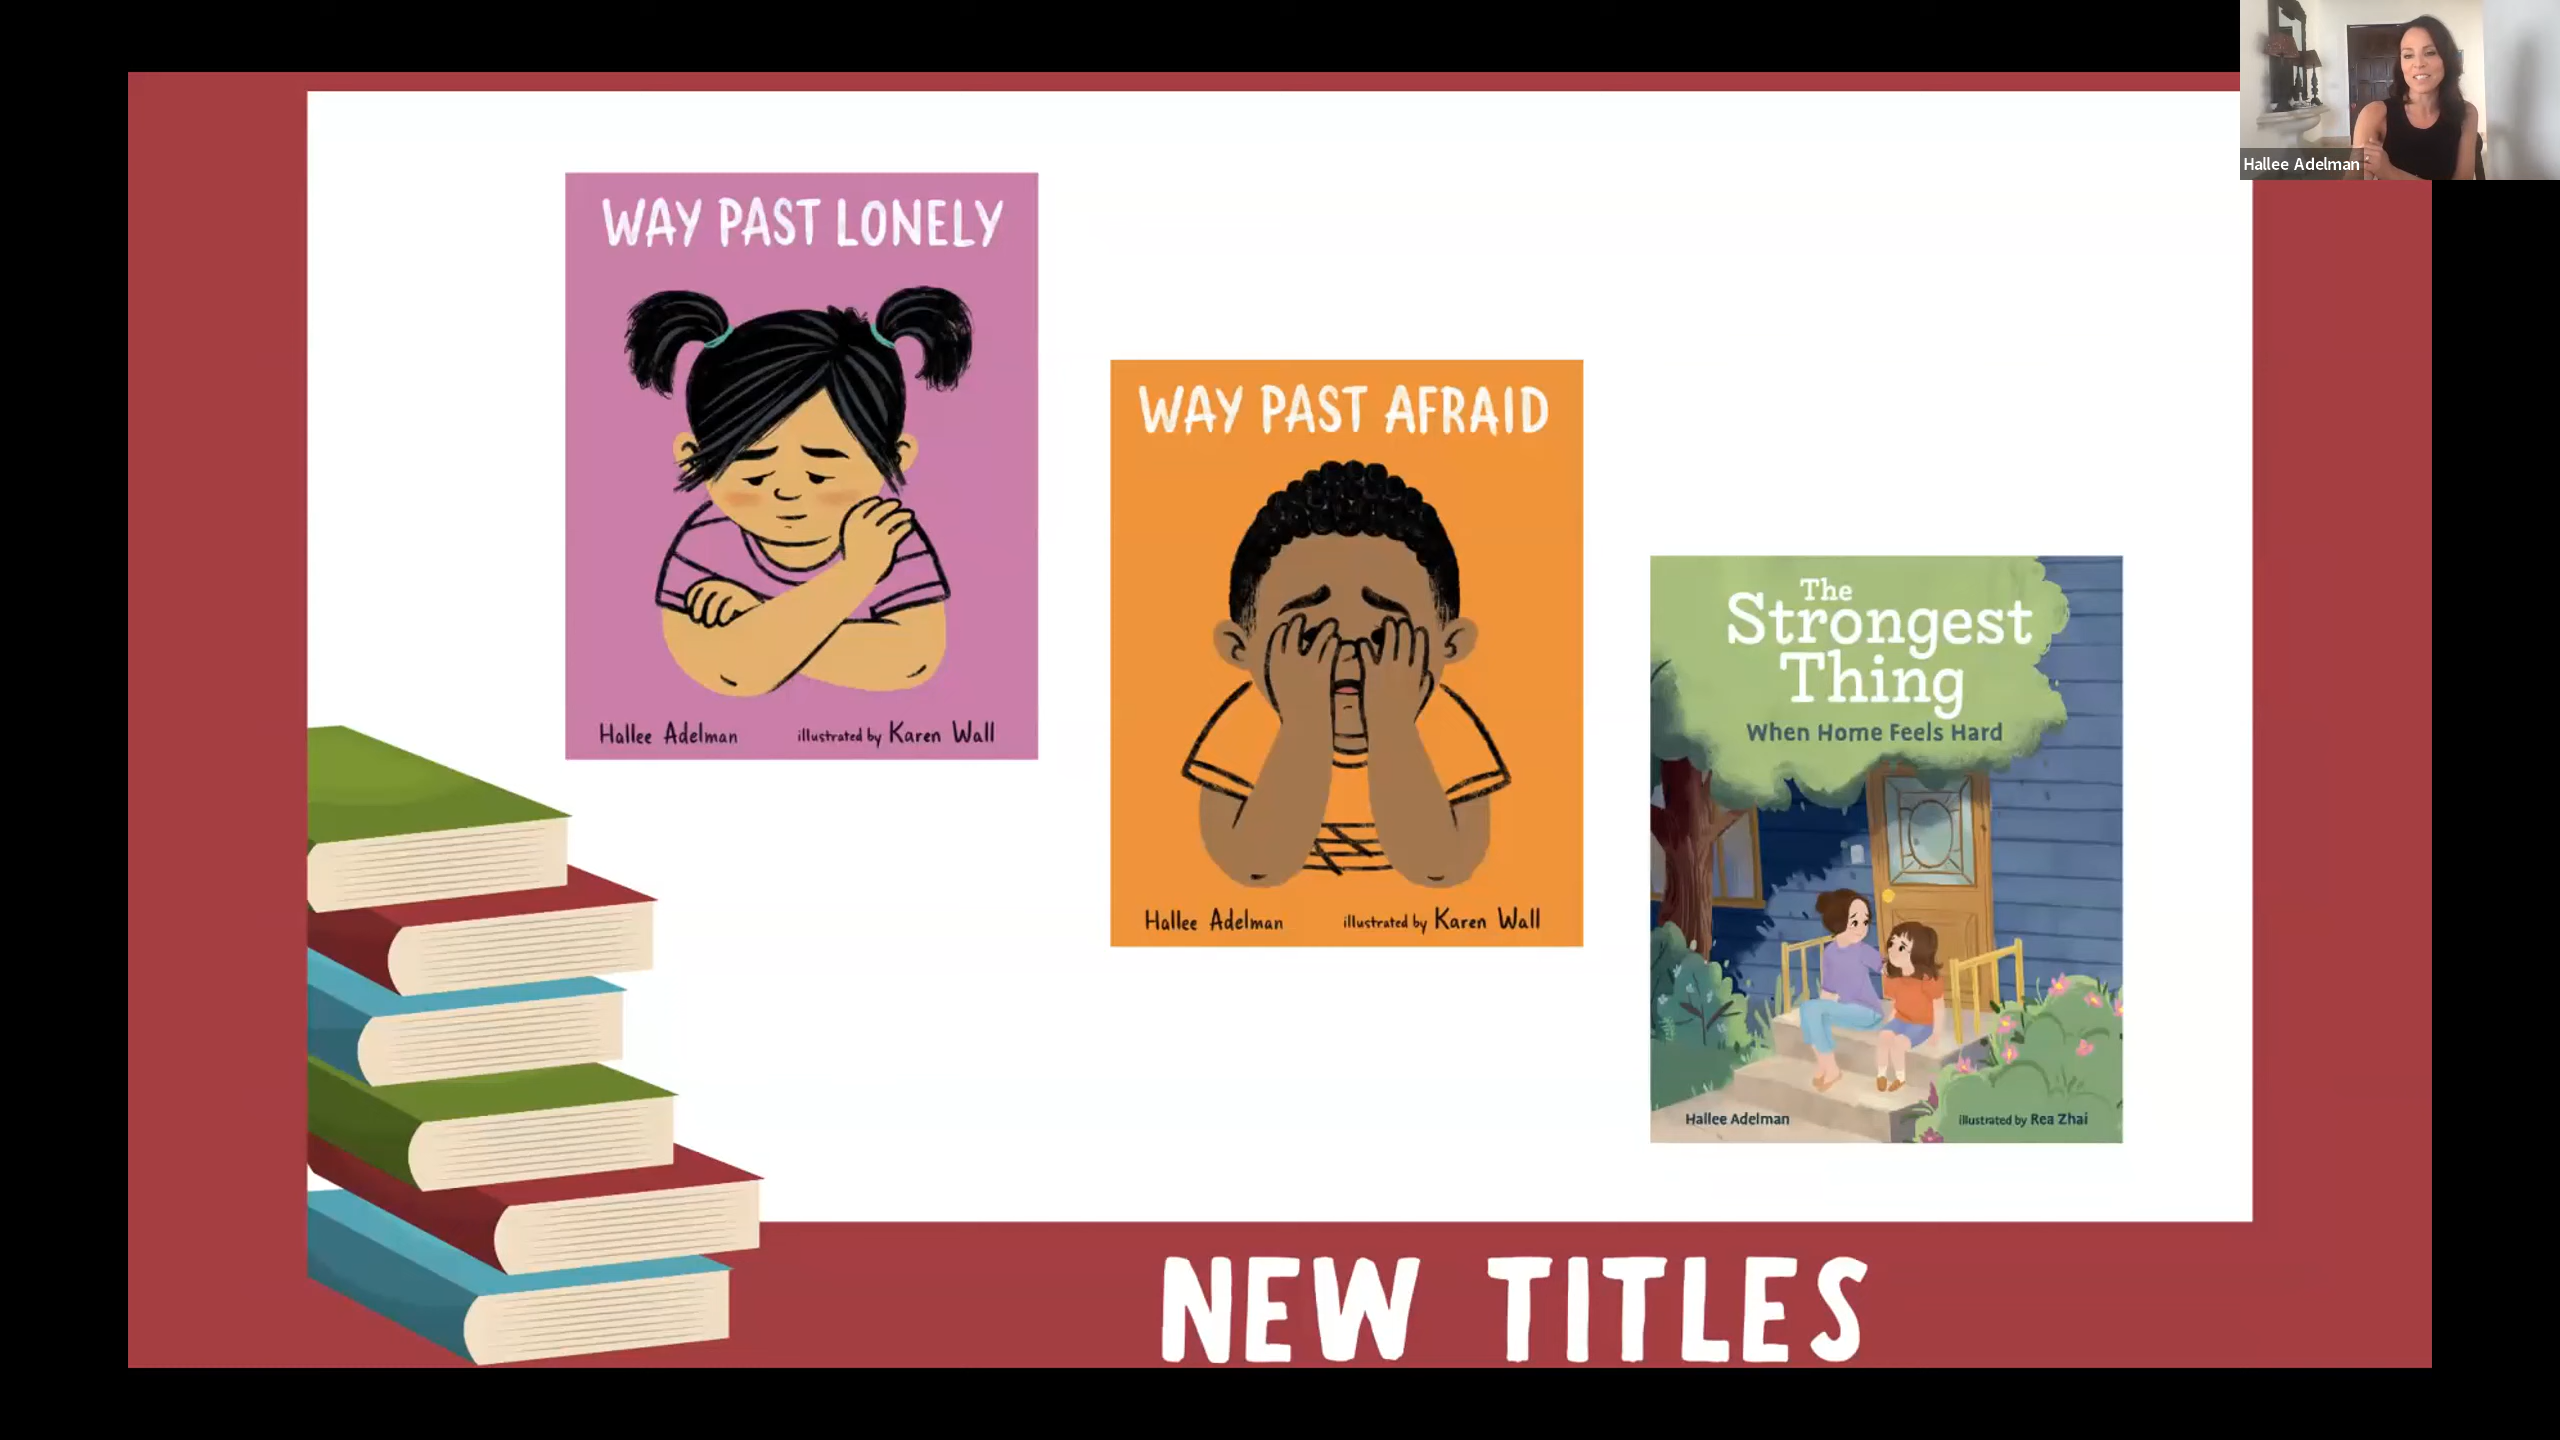 Hallee Adelman
WAY PAST LONELY
Hallee Adelman illustrated by Karen Wall
WAY PAST AFRAID
Hallee Adelman illustrated by Karen Wall
The
Strongest
Thing
When Home Feels Hard
Hallee Adelman illustrated by Rea Zhai
NEW TITLES